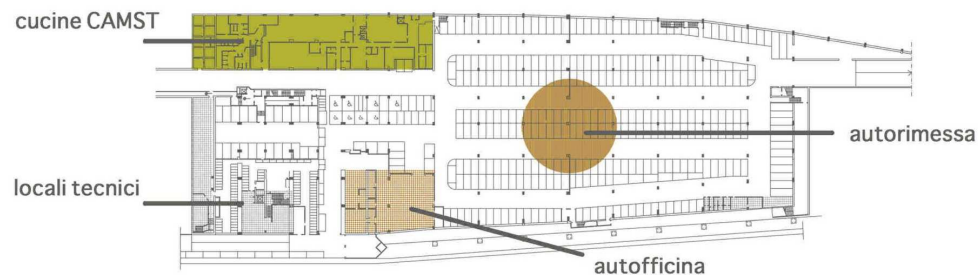 cucine CAMST
autorimessa
locali tecnici
autofficina